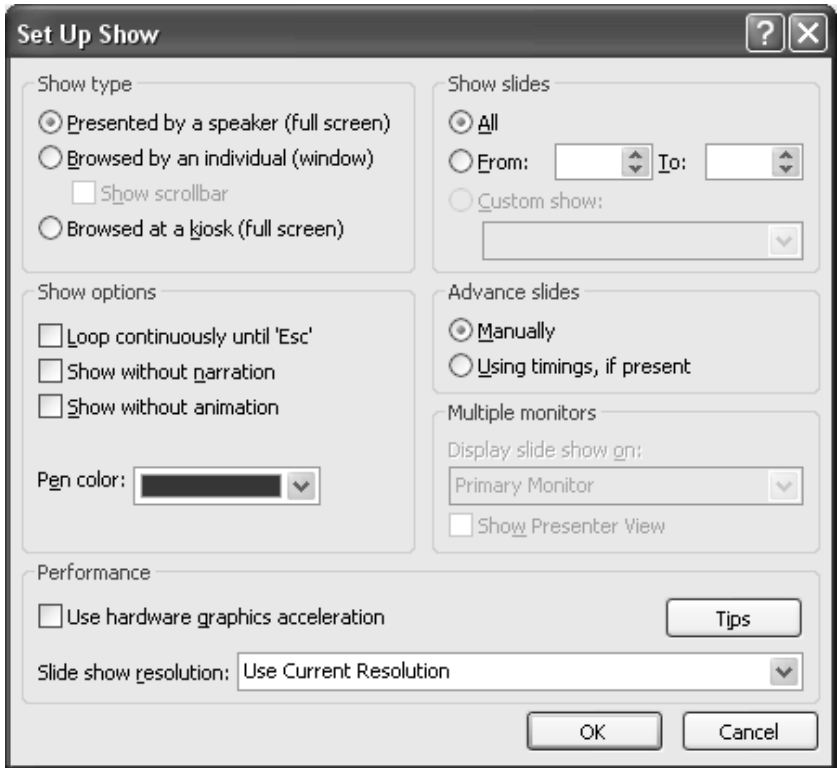 Set Up Show
Show type
Presented by a speaker (full screen)
Browsed by an individual (window)
Show scrollbar
Browsed at a kiosk (full screen)
Show slides
All
From: To:
Custom show:
Show options
Loop continuously until 'Esc'
Show without narration
Show without animation
Pen color:
Advance slides
Manually
Using timings, if present
Multiple monitors
Display slide show on:
Primary Monitor
Show Presenter View
Performance
Use hardware graphics acceleration
Tips
Slide show resolution: Use Current Resolution
OK Cancel